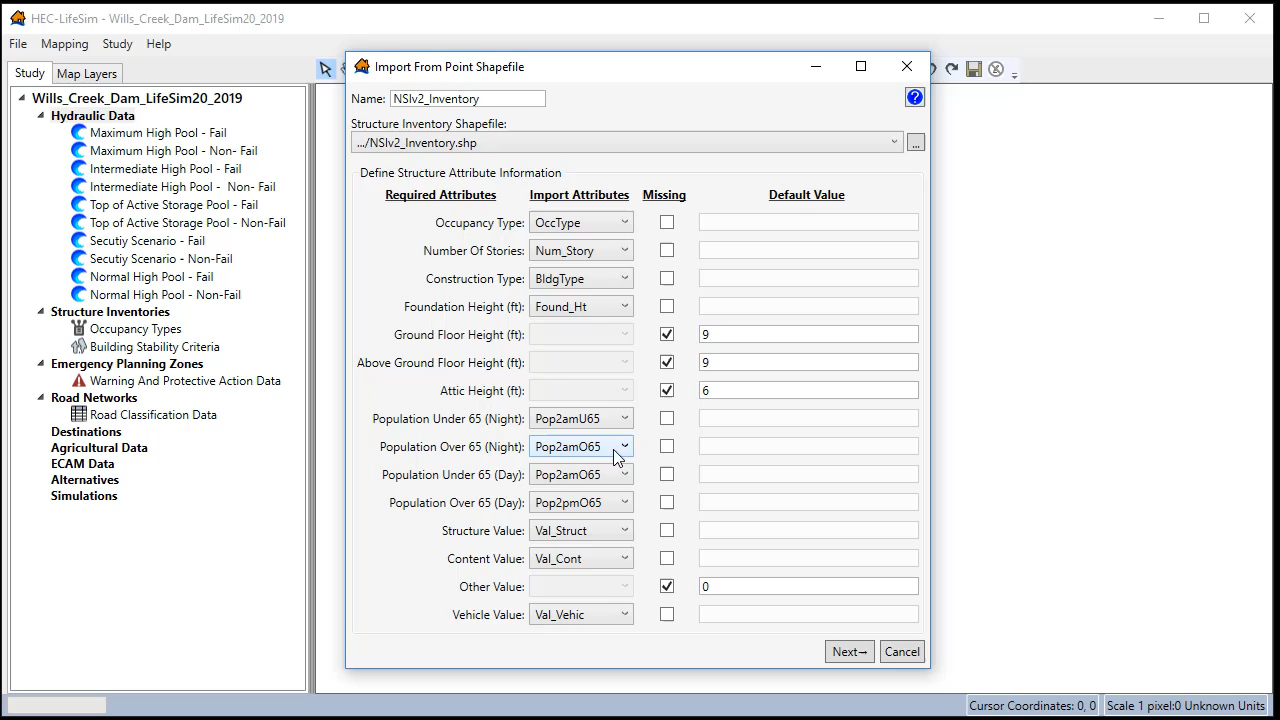 HEC-LifeSim - Wills_Creek_Dam_LifeSim20_2019
File Mapping Study Help
Study Map Layers
Wills_Creek_Dam_LifeSim20_2019
Hydraulic Data
Maximum High Pool - Fail
Maximum High Pool - Non- Fail
Intermediate High Pool - Fail
Intermediate High Pool -  Non- Fail
Top of Active Storage Pool - Fail
Top of Active Storage Pool - Non-Fail
Secutiy Scenario - Fail
Secutiy Scenario - Non-Fail
Normal High Pool - Fail
Normal High Pool - Non-Fail
Structure Inventories
Occupancy Types
Building Stability Criteria
Emergency Planning Zones
Warning And Protective Action Data
Road Networks
Road Classification Data
Destinations
Agricultural Data
ECAM Data
Alternatives
Simulations
Import From Point Shapefile
Name: NSIv2_Inventory
?
Structure Inventory Shapefile:
.../NSIv2_Inventory.shp ...
Define Structure Attribute Information
Required Attributes Import Attributes Missing Default Value
Occupancy Type: OccType
Number Of Stories: Num_Story
Construction Type: BldgType
Foundation Height (ft): Found_Ht
Ground Floor Height (ft): 9
Above Ground Floor Height (ft): 9
Attic Height (ft): 6
Population Under 65 (Night): Pop2amU65
Population Over 65 (Night): Pop2amO65
Population Under 65 (Day): Pop2amO65
Population Over 65 (Day): Pop2pmO65
Structure Value: Val_Struct
Content Value: Val_Cont
Other Value: 0
Vehicle Value: Val_Vehic
Next→ Cancel
Cursor Coordinates: 0, 0 Scale 1 pixel:0 Unknown Units